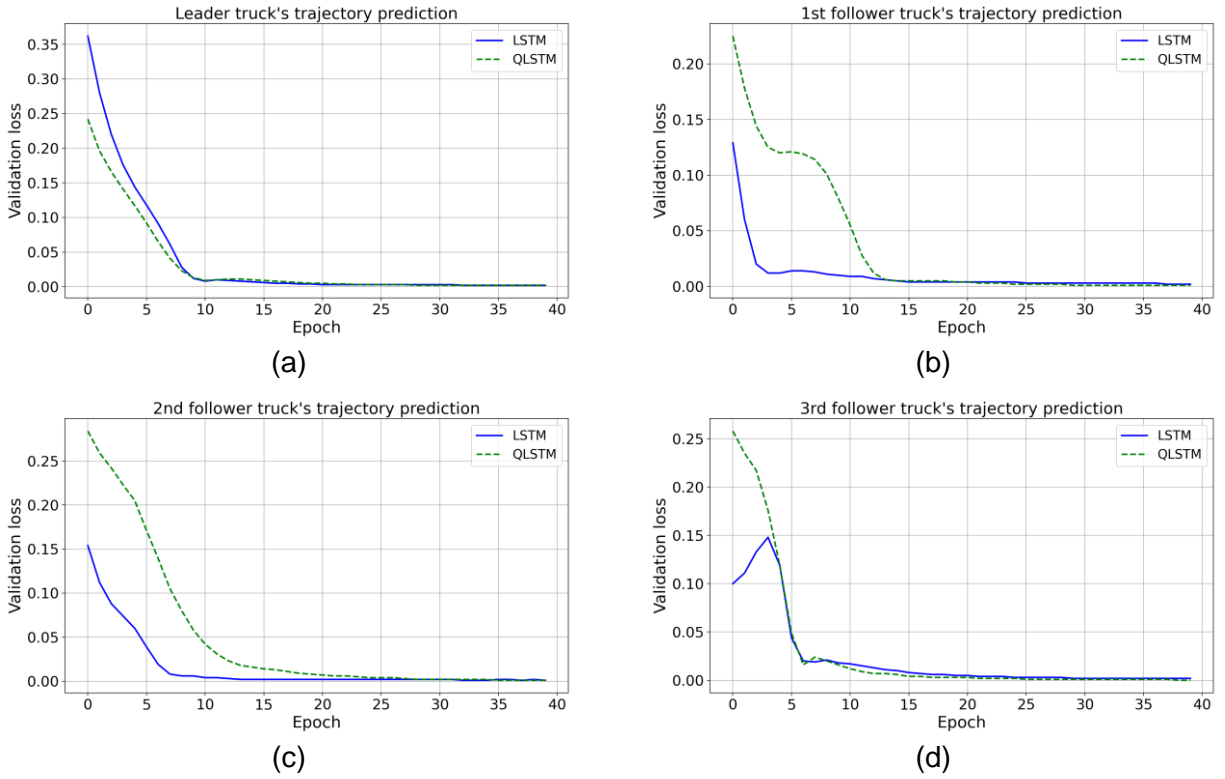 Leader truck's trajectory prediction
LSTM
QLSTM
Validation loss
0.35
0.30
0.25
0.20
0.15
0.10
0.05
0.00
0 5 10 15 20 25 30 35 40
Epoch
(a)
1st follower truck's trajectory prediction
LSTM
QLSTM
Validation loss
0.20
0.15
0.10
0.05
0.00
0 5 10 15 20 25 30 35 40
Epoch
(b)
2nd follower truck's trajectory prediction
LSTM
QLSTM
Validation loss
0.25
0.20
0.15
0.10
0.05
0.00
0 5 10 15 20 25 30 35 40
Epoch
(c)
3rd follower truck's trajectory prediction
LSTM
QLSTM
Validation loss
0.25
0.20
0.15
0.10
0.05
0.00
0 5 10 15 20 25 30 35 40
Epoch
(d)